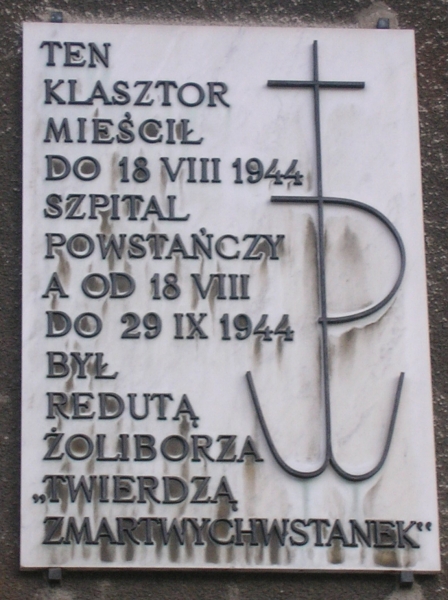 TEN
KLASZTOR
MIEŚCIŁ
DO 18 VIII 1944
SZPITAL
POWSTAŃCZY
A OD 18 VIII
DO 29 IX 1944
BYŁ
REDUTĄ
ŻOLIBORZA
„TWIERDZĄ
ZMARTWYCHWSTANEK“